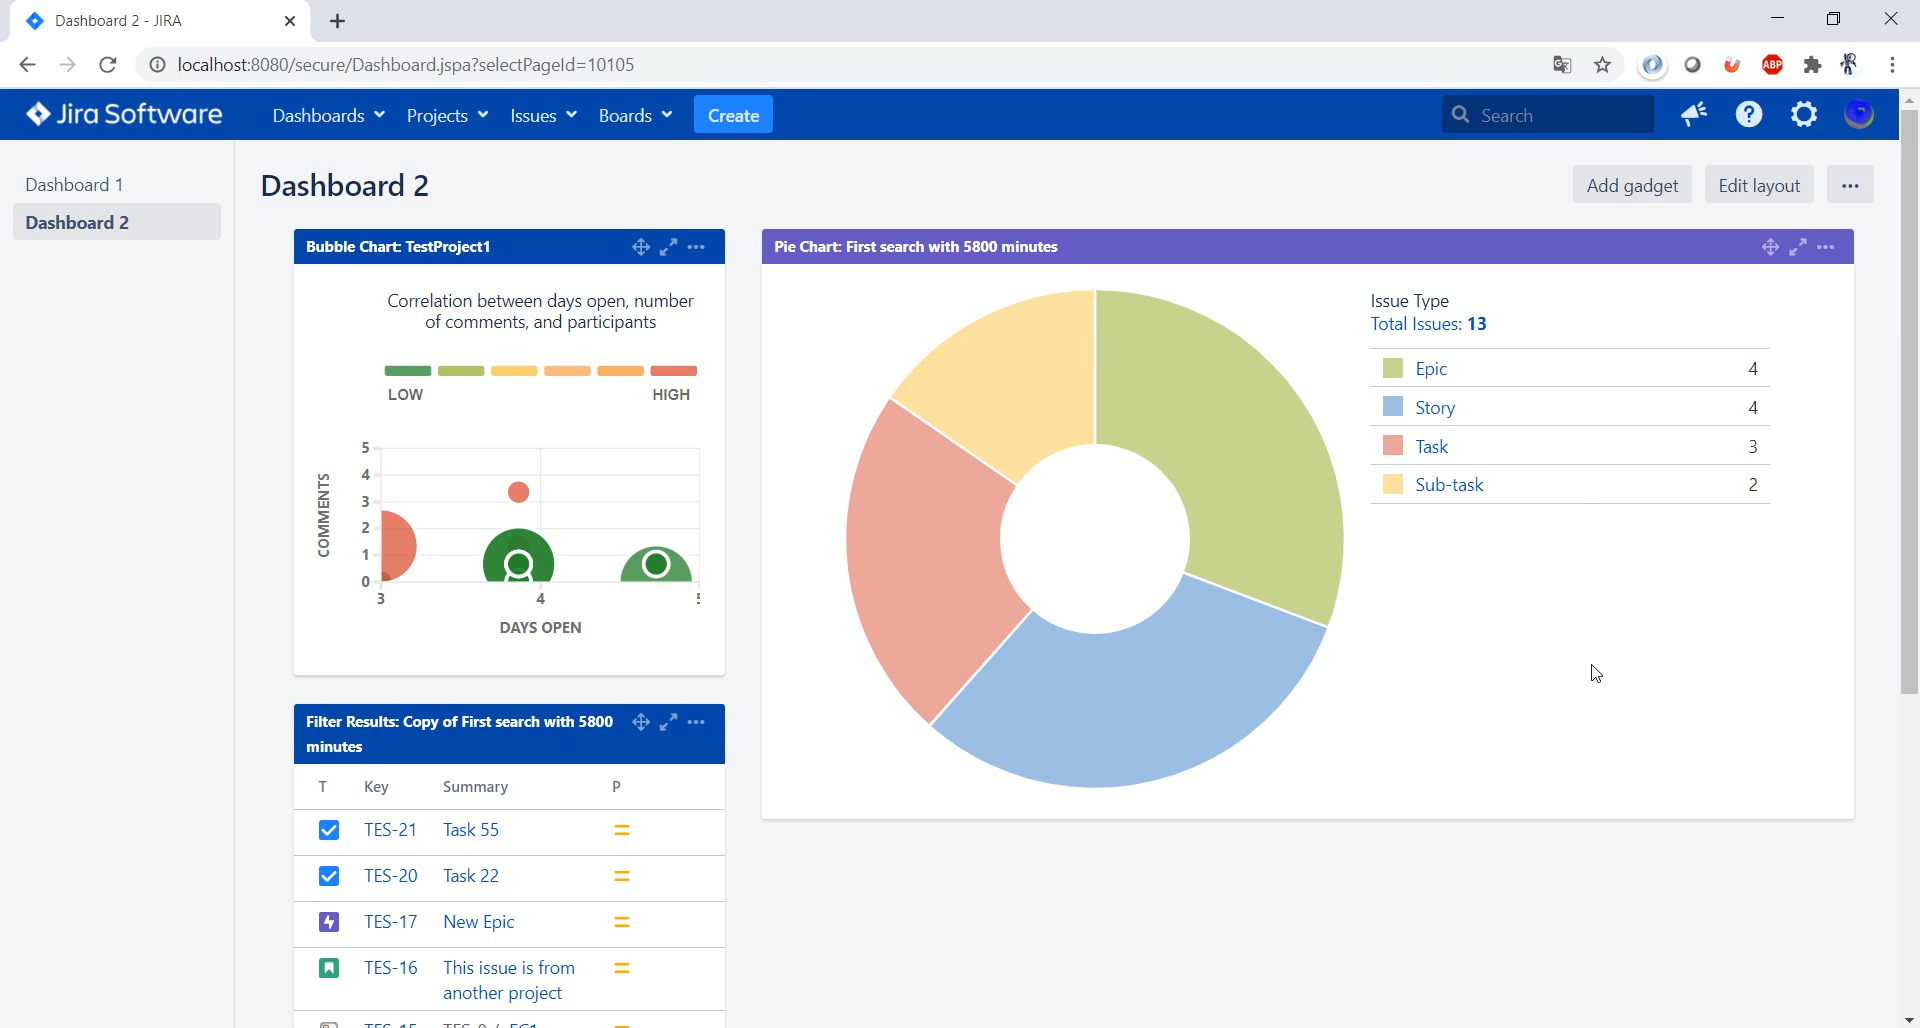 Dashboard 2 - JIRA
localhost:8080/secure/Dashboard.jspa?selectPageId=10105
ABP
Jira Software
Dashboards
Projects
Issues
Boards
Create
Search
Dashboard 1
Dashboard 2
Dashboard 2
Add gadget
Edit layout
Bubble Chart: TestProject1
Correlation between days open, number
of comments, and participants
LOW HIGH
COMMENTS
5
4
3
2
1
0
3 4
DAYS OPEN
Pie Chart: First search with 5800 minutes
Issue Type
Total Issues: 13
Epic 4
Story 4
Task 3
Sub-task 2
Filter Results: Copy of First search with 5800
minutes
T Key Summary P
TES-21 Task 55
TES-20 Task 22
TES-17 New Epic
TES-16 This issue is from
another project